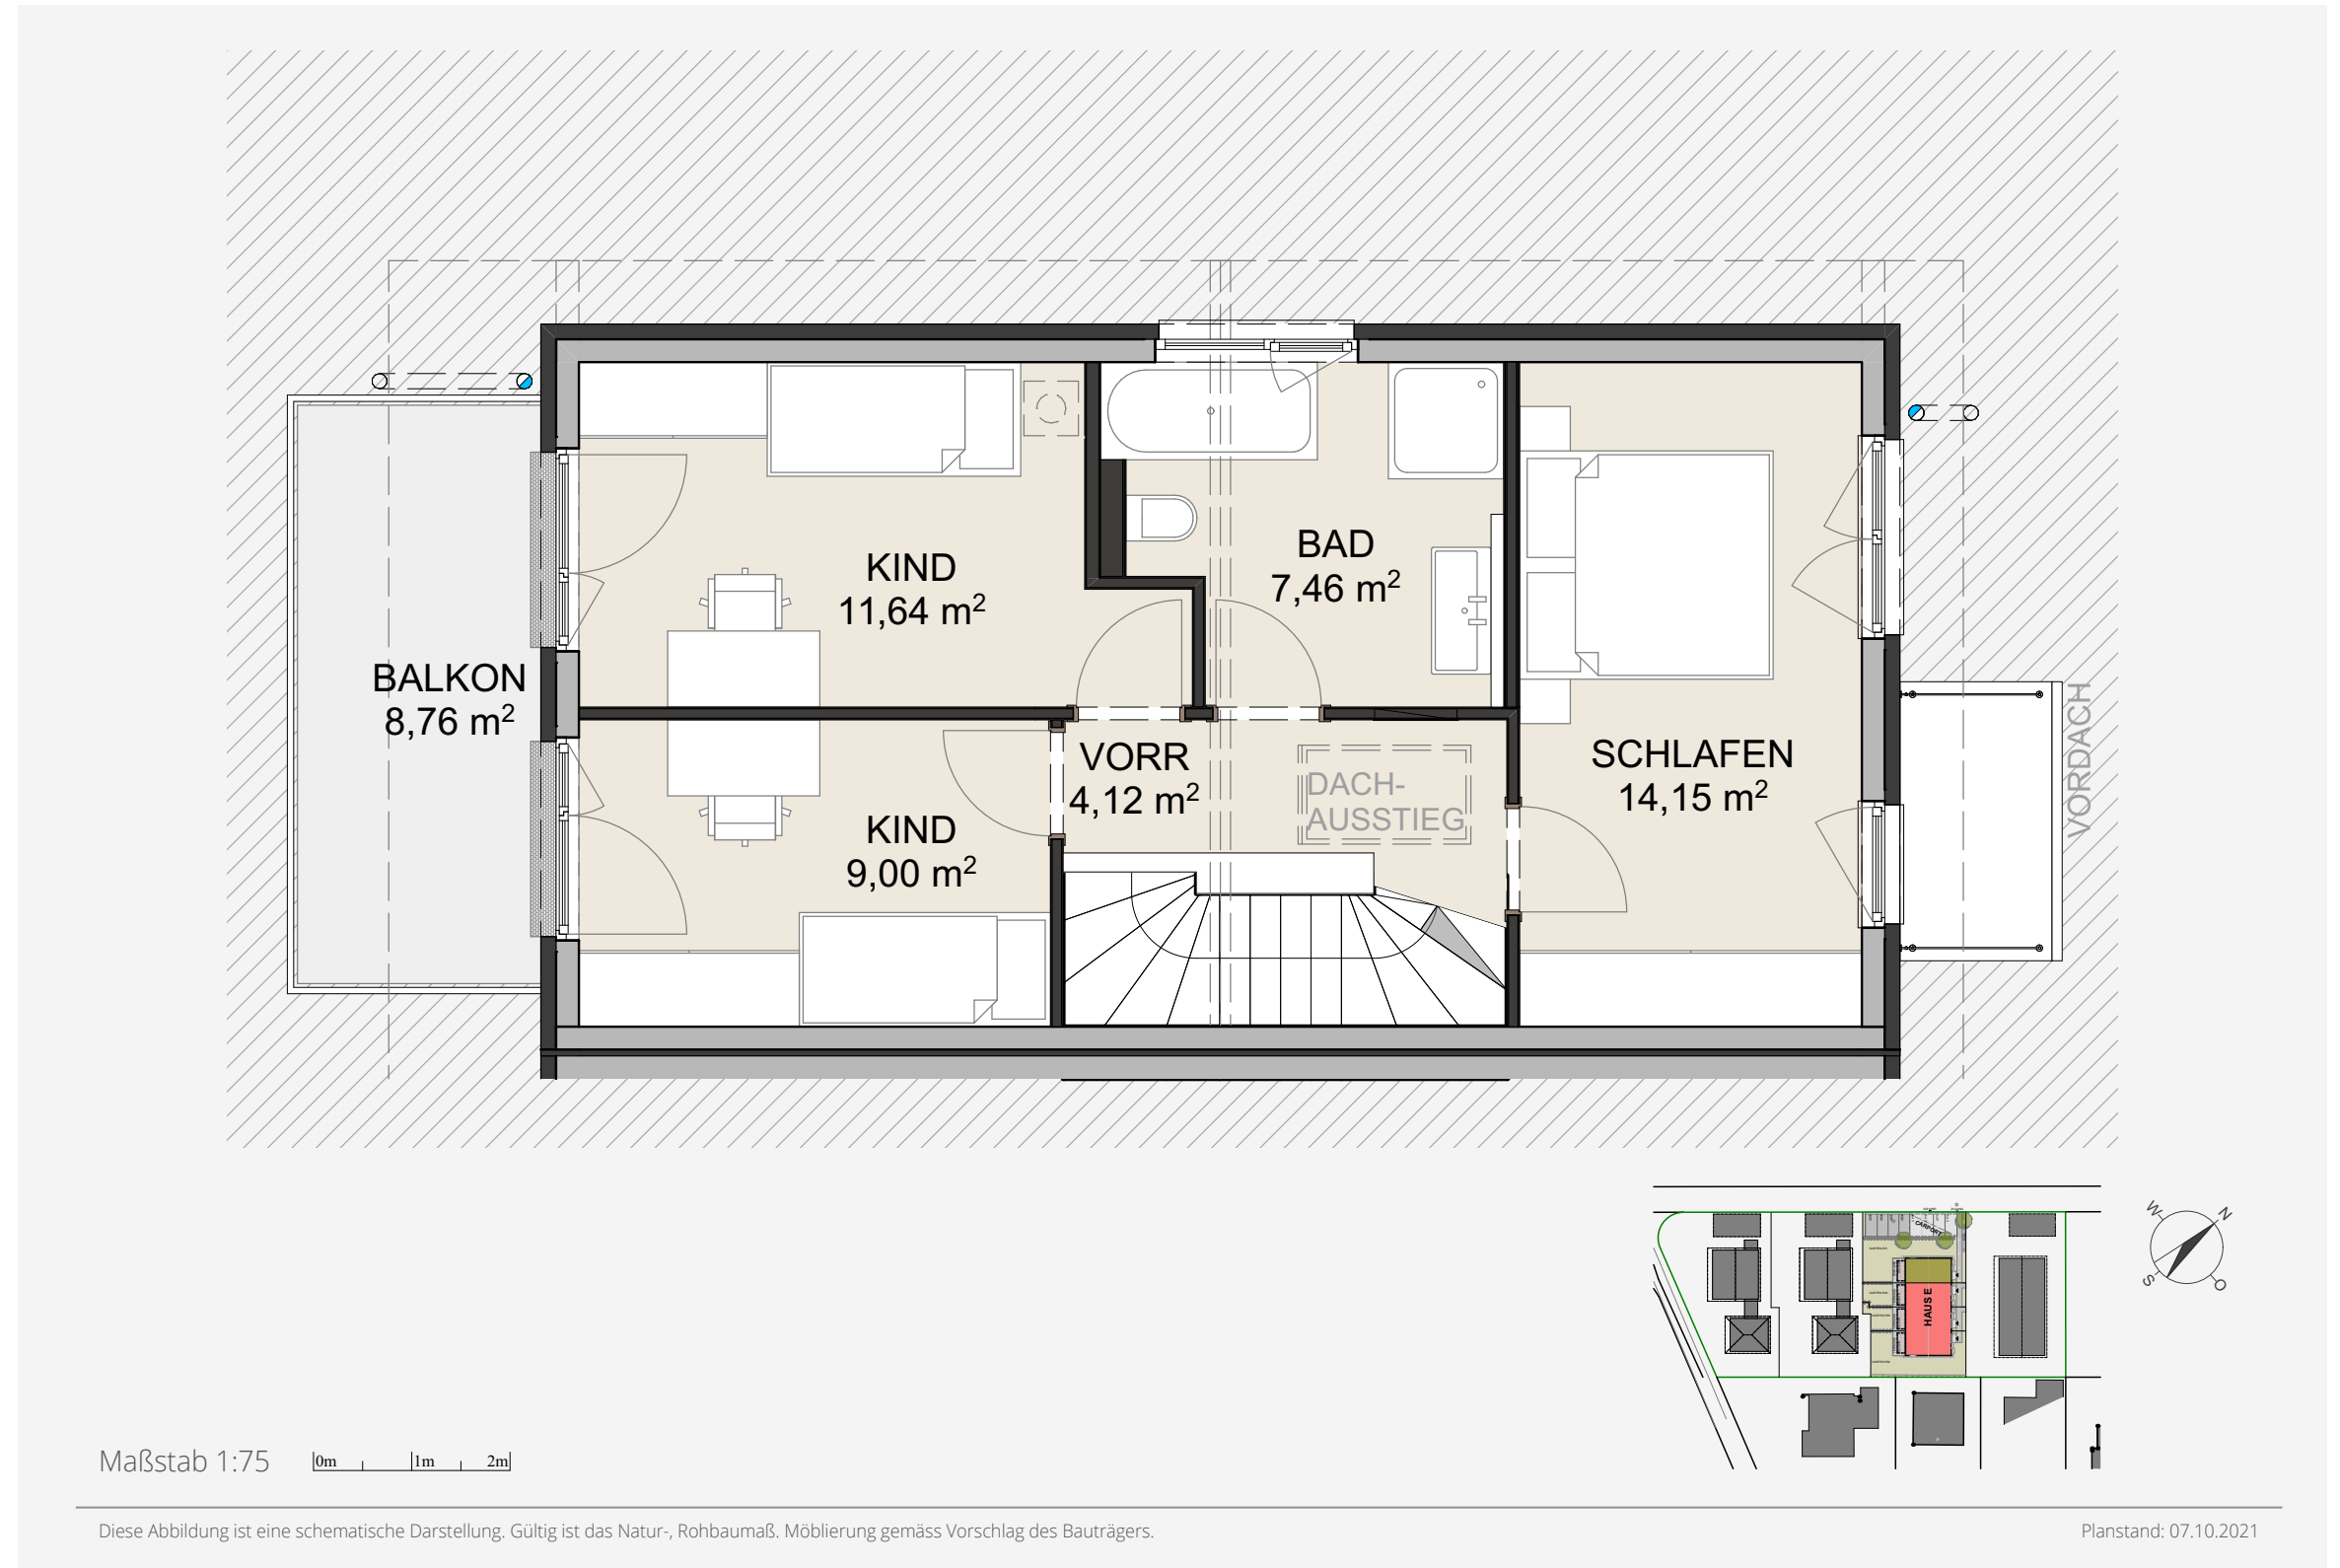 KIND
11,64 m²
BAD
7,46 m²
BALKON
8,76 m²
VORR
4,12 m²
DACH-
AUSSTIEG
SCHLAFEN
14,15 m²
VORDACH
KIND
9,00 m²
CARPORT
HAUS E
W
N
S
O
Maßstab 1:75
0m 1m 2m
Diese Abbildung ist eine schematische Darstellung. Gültig ist das Natur-, Rohbaumaß. Möblierung gemäss Vorschlag des Bauträgers.
Planstand: 07.10.2021